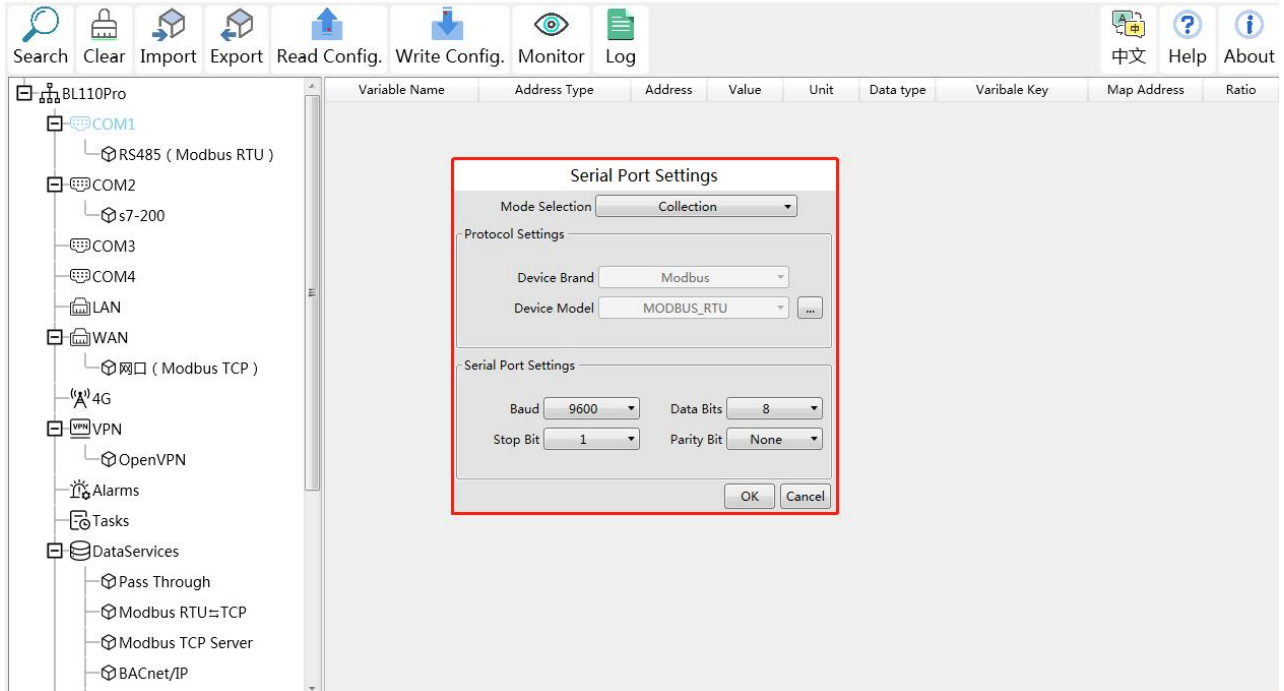 Search Clear Import Export Read Config. Write Config. Monitor Log 中文 Help About
BL110Pro
COM1
RS485 ( Modbus RTU )
COM2
s7-200
COM3
COM4
LAN
WAN
网口 ( Modbus TCP )
4G
VPN VPN
OpenVPN
Alarms
Tasks
DataServices
Pass Through
Modbus RTU⇆TCP
Modbus TCP Server
BACnet/IP
Variable Name Address Type Address Value Unit Data type Varibale Key Map Address Ratio
Serial Port Settings
Mode Selection Collection
Protocol Settings
Device Brand Modbus
Device Model MODBUS_RTU ...
Serial Port Settings
Baud 9600 Data Bits 8
Stop Bit 1 Parity Bit None
OK Cancel